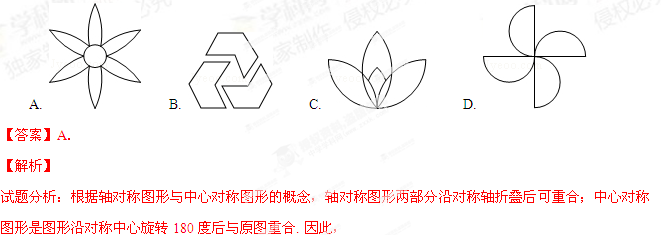 A. B. C. D.
【答案】A.
【解析】
试题分析：根据轴对称图形与中心对称图形的概念，轴对称图形两部分沿对称轴折叠后可重合；中心对称
图形是图形沿对称中心旋转 180 度后与原图重合. 因此，